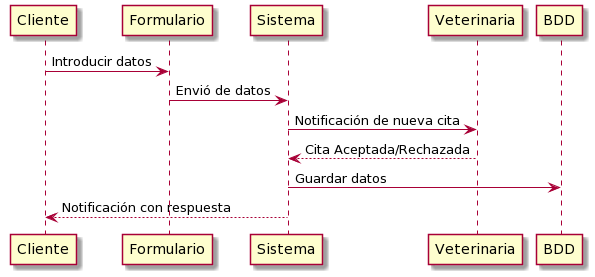 Cliente Formulario Sistema Veterinaria BDD
Introducir datos
Envió de datos
Notificación de nueva cita
Cita Aceptada/Rechazada
Guardar datos
Notificación con respuesta
Cliente Formulario Sistema Veterinaria BDD